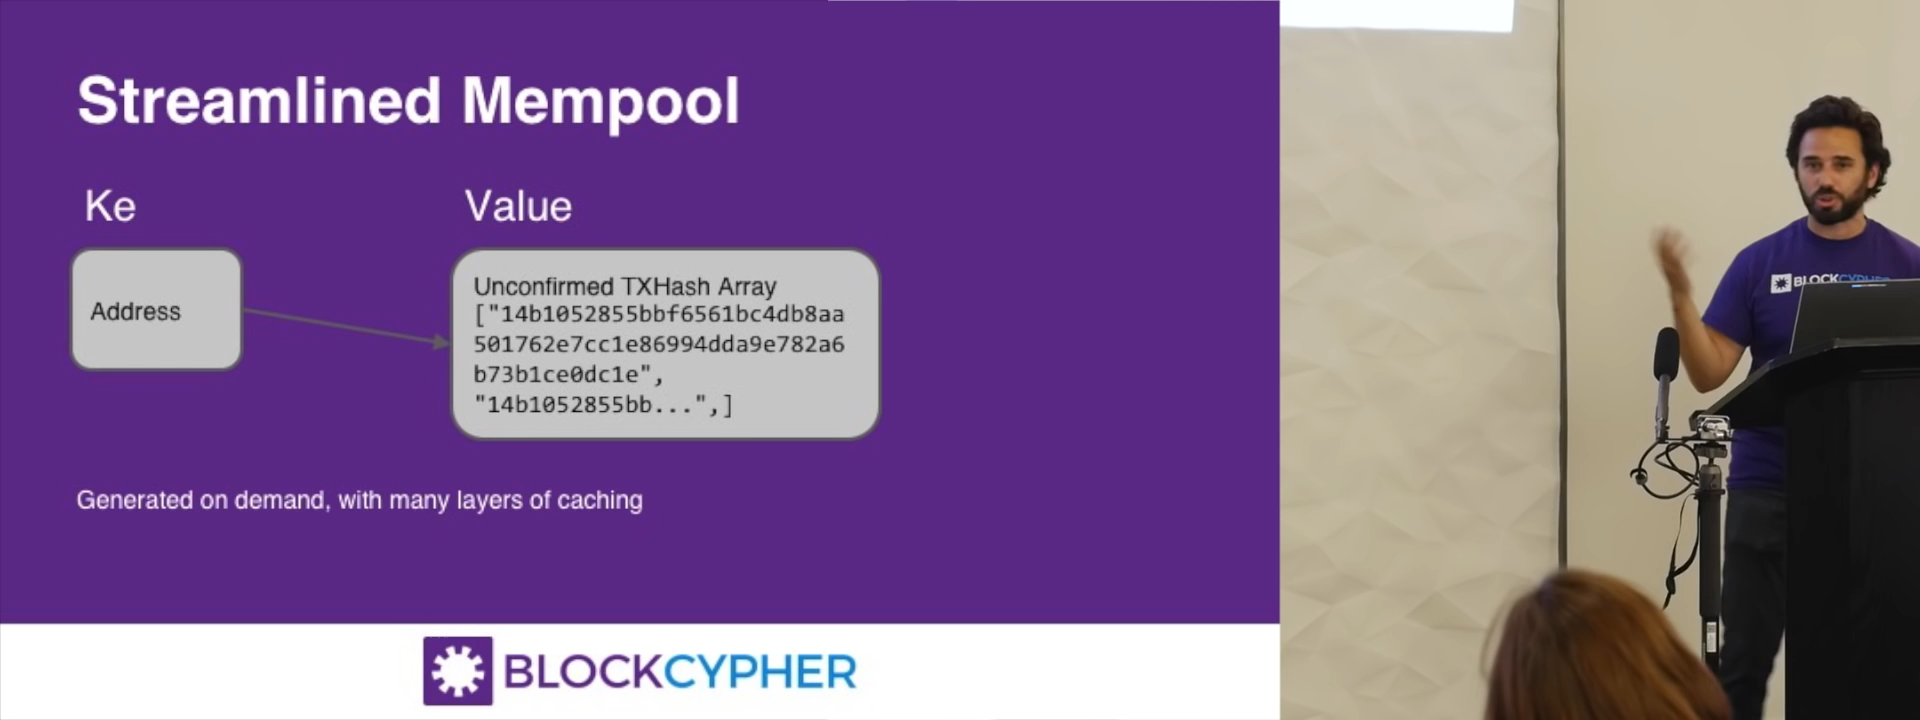 Streamlined Mempool
Ke
Value
Address
Unconfirmed TXHash Array
["14b1052855bbf6561bc4db8aa
501762e7cc1e86994dda9e782a6
b73b1ce0dc1e",
"14b1052855bb...",]
Generated on demand, with many layers of caching
BLOCKCYPHER
BLOCKCYPHER